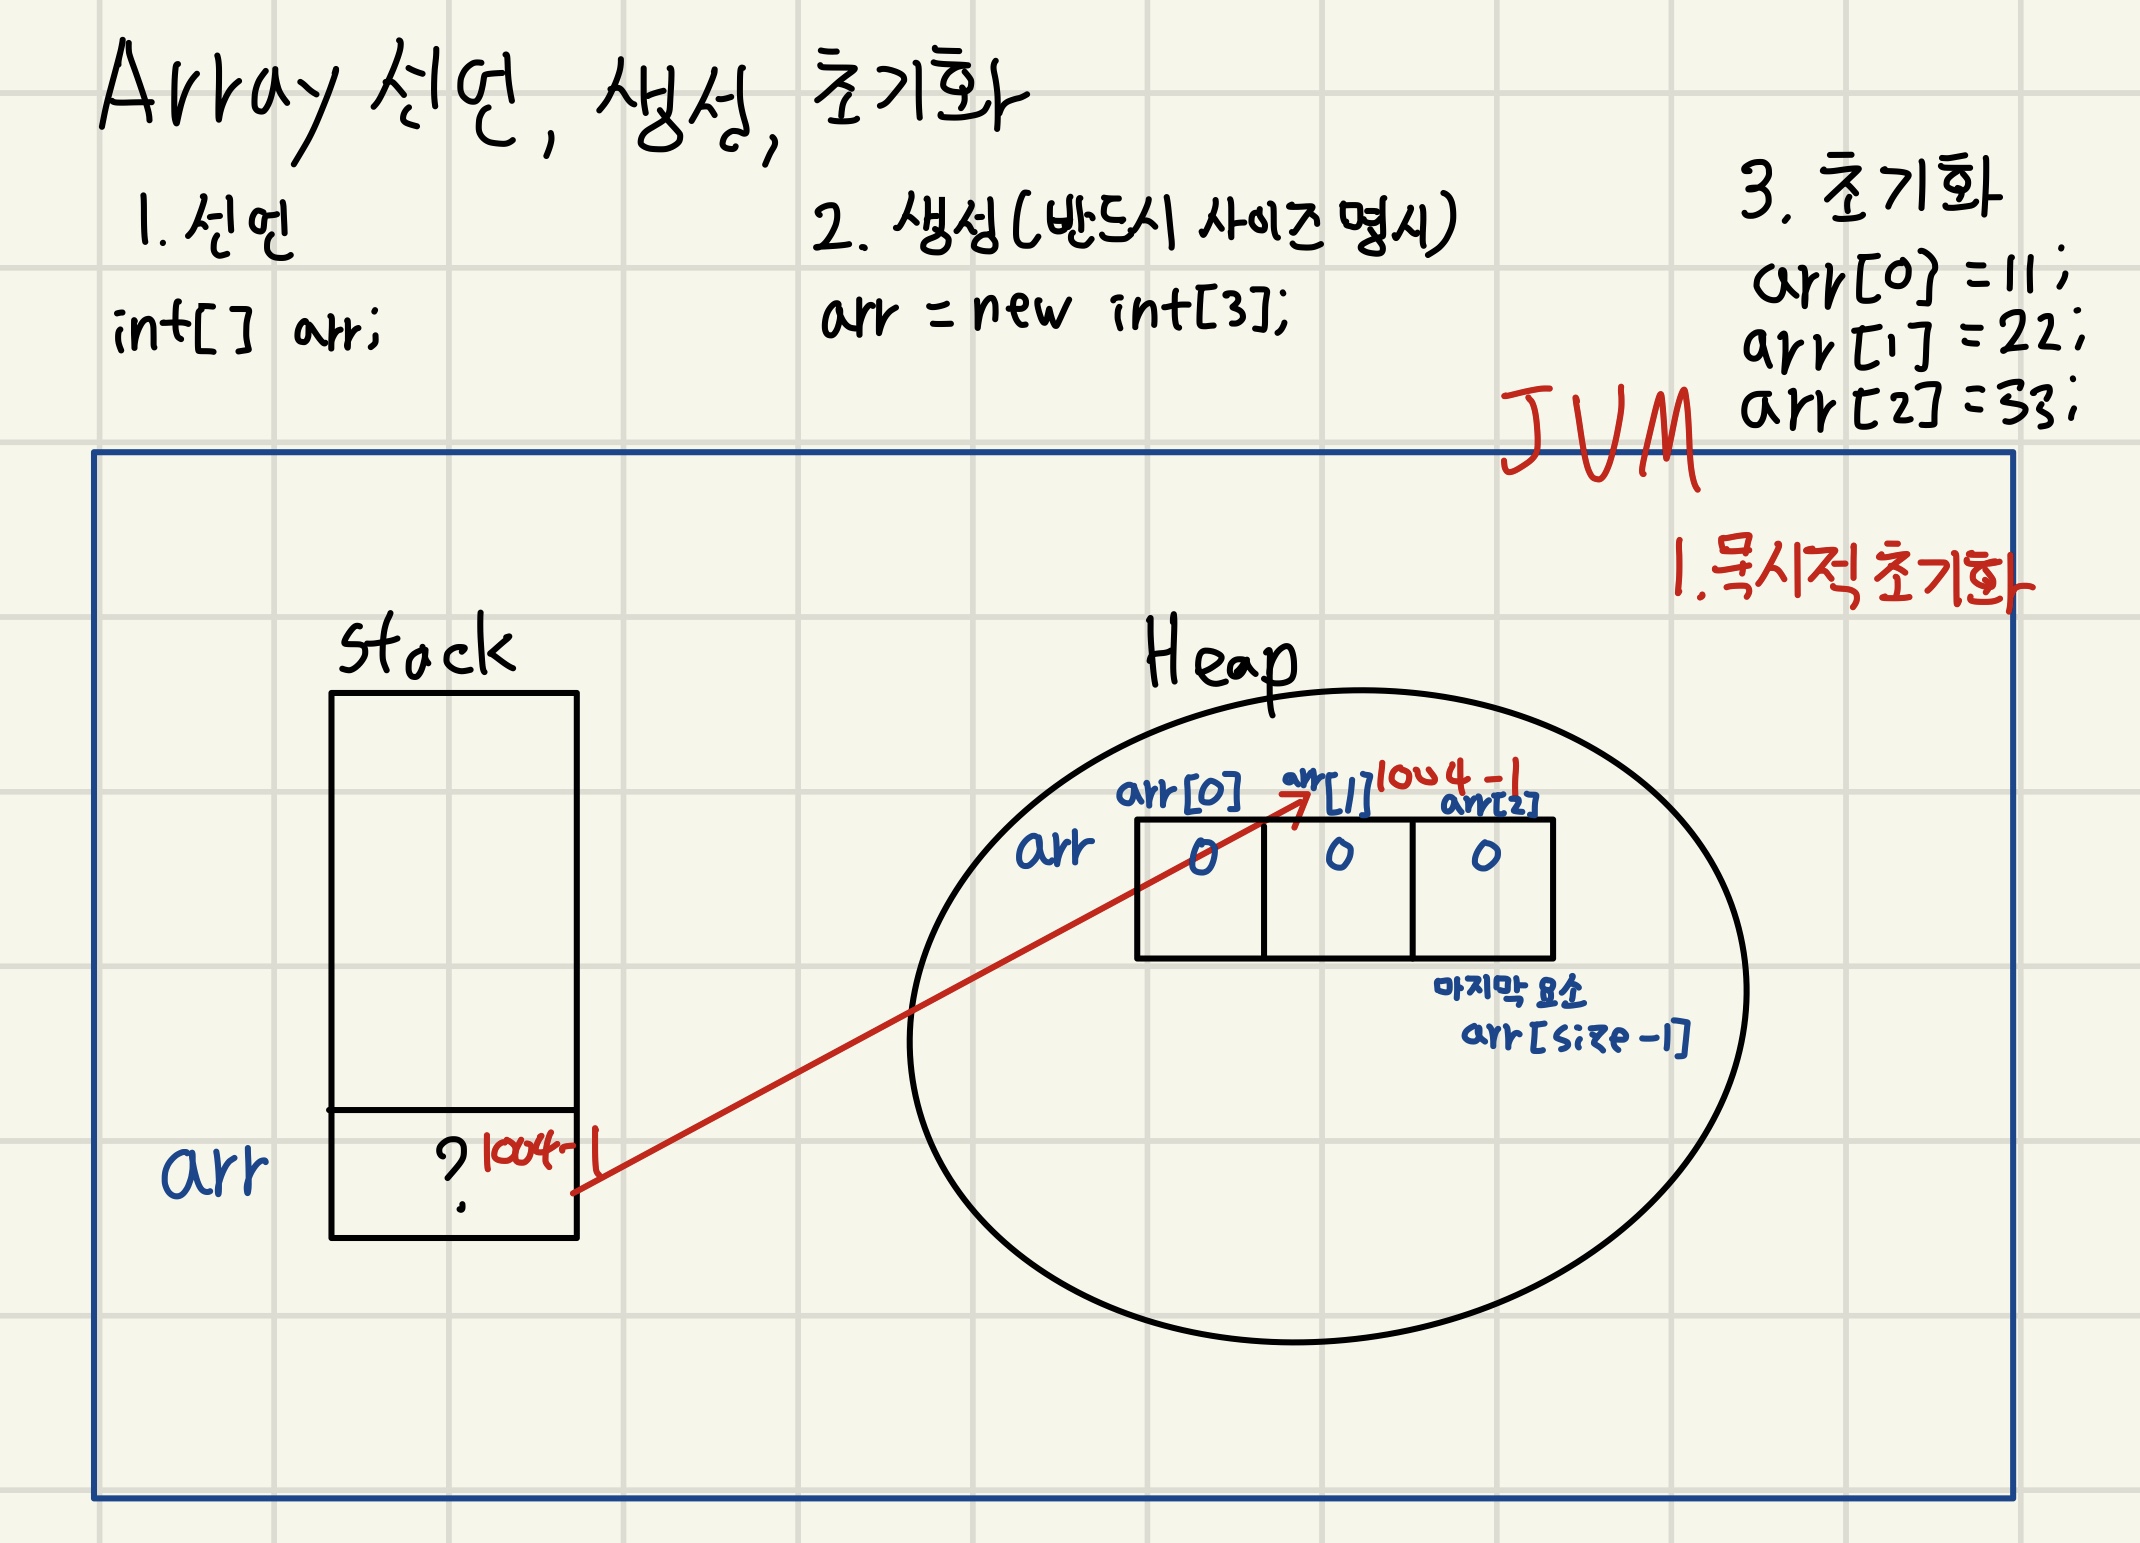 Array 선언, 생성, 초기화
1. 선언
int[] arr;
2. 생성(반드시 사이즈 명시)
arr = new int[3];
3. 초기화
arr[0] = 11;
arr[1] = 22;
arr[2] = 33;
JVM
1. 묵시적초기화
Stack
Heap
arr[0] arr[1] 1004-1 arr[2]
arr 0 0 0
마지막 요소
arr[size-1]
arr ? 1004-1